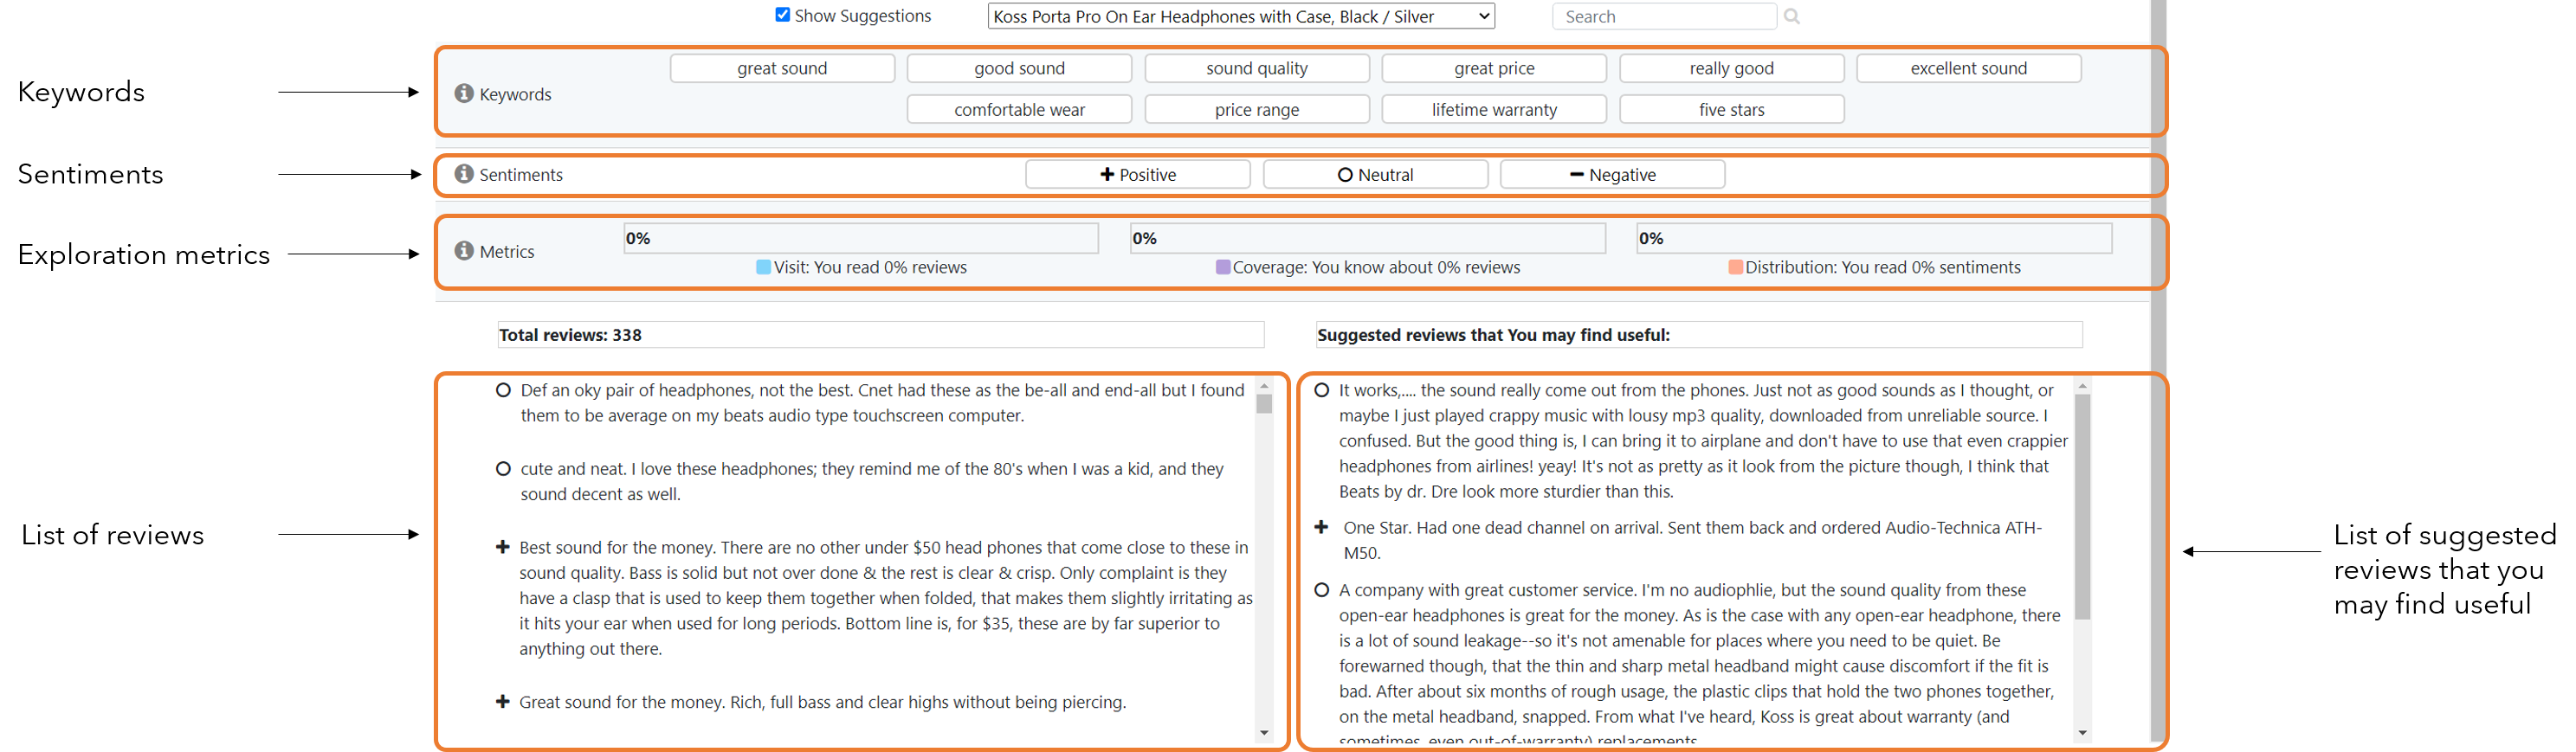 Show Suggestions
Koss Porta Pro On Ear Headphones with Case, Black / Silver
Search
Keywords
Keywords
great sound
good sound
sound quality
great price
really good
excellent sound
comfortable wear
price range
lifetime warranty
five stars
Sentiments
Sentiments
Positive
Neutral
Negative
Exploration metrics
Metrics
0%
0%
0%
Visit: You read 0% reviews
Coverage: You know about 0% reviews
Distribution: You read 0% sentiments
Total reviews: 338
List of reviews
Def an oky pair of headphones, not the best. Cnet had these as the be-all and end-all but I found
them to be average on my beats audio type touchscreen computer.
cute and neat. I love these headphones; they remind me of the 80's when I was a kid, and they
sound decent as well.
Best sound for the money. There are no other under $50 head phones that come close to these in
sound quality. Bass is solid but not over done & the rest is clear & crisp. Only complaint is they
have a clasp that is used to keep them together when folded, that makes them slightly irritating as
it hits your ear when used for long periods. Bottom line is, for $35, these are by far superior to
anything out there.
Great sound for the money. Rich, full bass and clear highs without being piercing.
Suggested reviews that You may find useful:
It works,.... the sound really come out from the phones. Just not as good sounds as I thought, or
maybe I just played crappy music with lousy mp3 quality, downloaded from unreliable source. I
confused. But the good thing is, I can bring it to airplane and don't have to use that even crappier
headphones from airlines! yeay! It's not as pretty as it look from the picture though, I think that
Beats by dr. Dre look more sturdier than this.
One Star. Had one dead channel on arrival. Sent them back and ordered Audio-Technica ATH-
M50.
A company with great customer service. I'm no audiophlie, but the sound quality from these
open-ear headphones is great for the money. As is the case with any open-ear headphone, there
is a lot of sound leakage--so it's not amenable for places where you need to be quiet. Be
forewarned though, that the thin and sharp metal headband might cause discomfort if the fit is
bad. After about six months of rough usage, the plastic clips that hold the two phones together,
on the metal headband, snapped. From what I've heard, Koss is great about warranty (and
sometimes, even out-of-warranty) replacements
List of suggested
reviews that you
may find useful